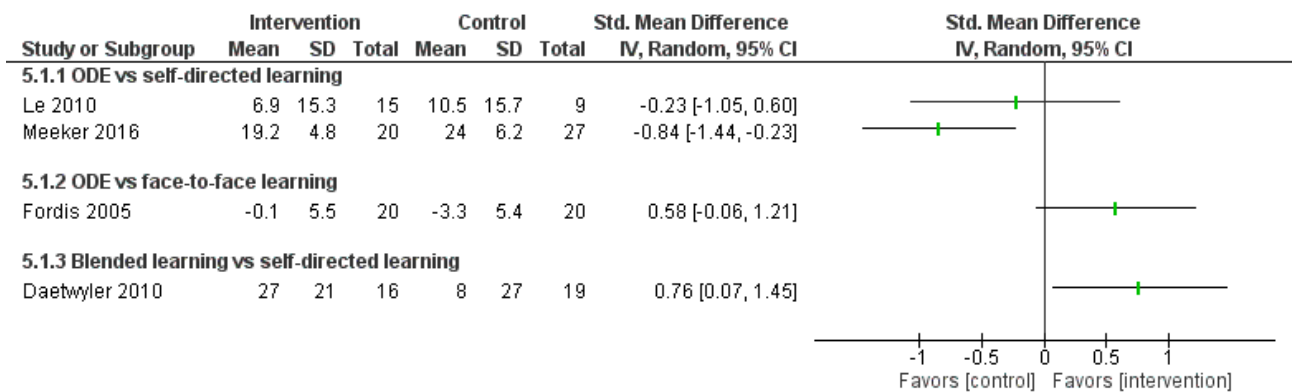 Intervention Control Std. Mean Difference Std. Mean Difference
Study or Subgroup Mean SD Total Mean SD Total IV, Random, 95% CI IV, Random, 95% CI
5.1.1 ODE vs self-directed learning
Le 2010 6.9 15.3 15 10.5 15.7 9 -0.23 [-1.05, 0.60]
Meeker 2016 19.2 4.8 20 24 6.2 27 -0.84 [-1.44, -0.23]
5.1.2 ODE vs face-to-face learning
Fordis 2005 -0.1 5.5 20 -3.3 5.4 20 0.58 [-0.06, 1.21]
5.1.3 Blended learning vs self-directed learning
Daetwyler 2010 27 21 16 8 27 19 0.76 [0.07, 1.45]
-1 -0.5 0 0.5 1
Favors [control] Favors [intervention]